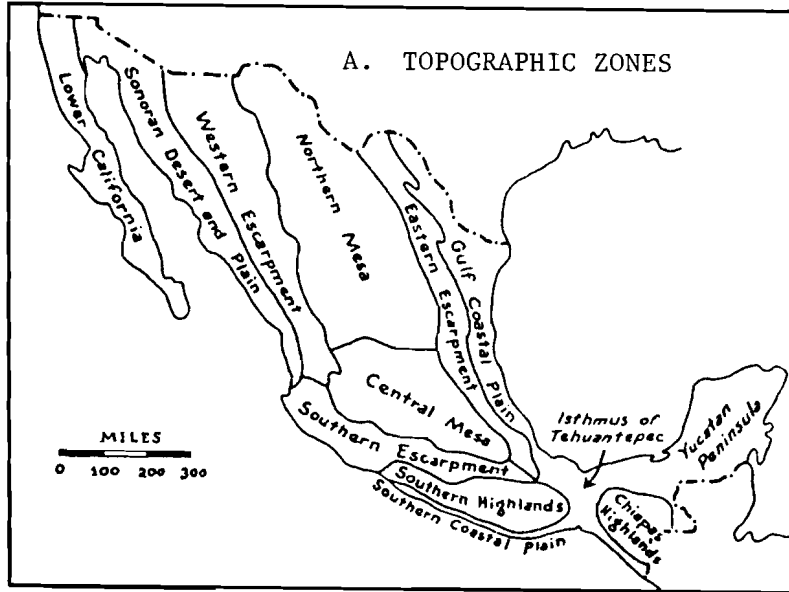 A. TOPOGRAPHIC ZONES
Lower California
Sonoran Desert and Plain
Western Escarpment
Northern Mesa
Eastern Escarpment
Gulf Coastal Plain
Central Mesa
Southern Escarpment
Southern Highlands
Southern Coastal Plain
Isthmus of
Tehuantepec
Yucatan
Peninsula
Chiapas
Highlands
MILES
0 100 200 300